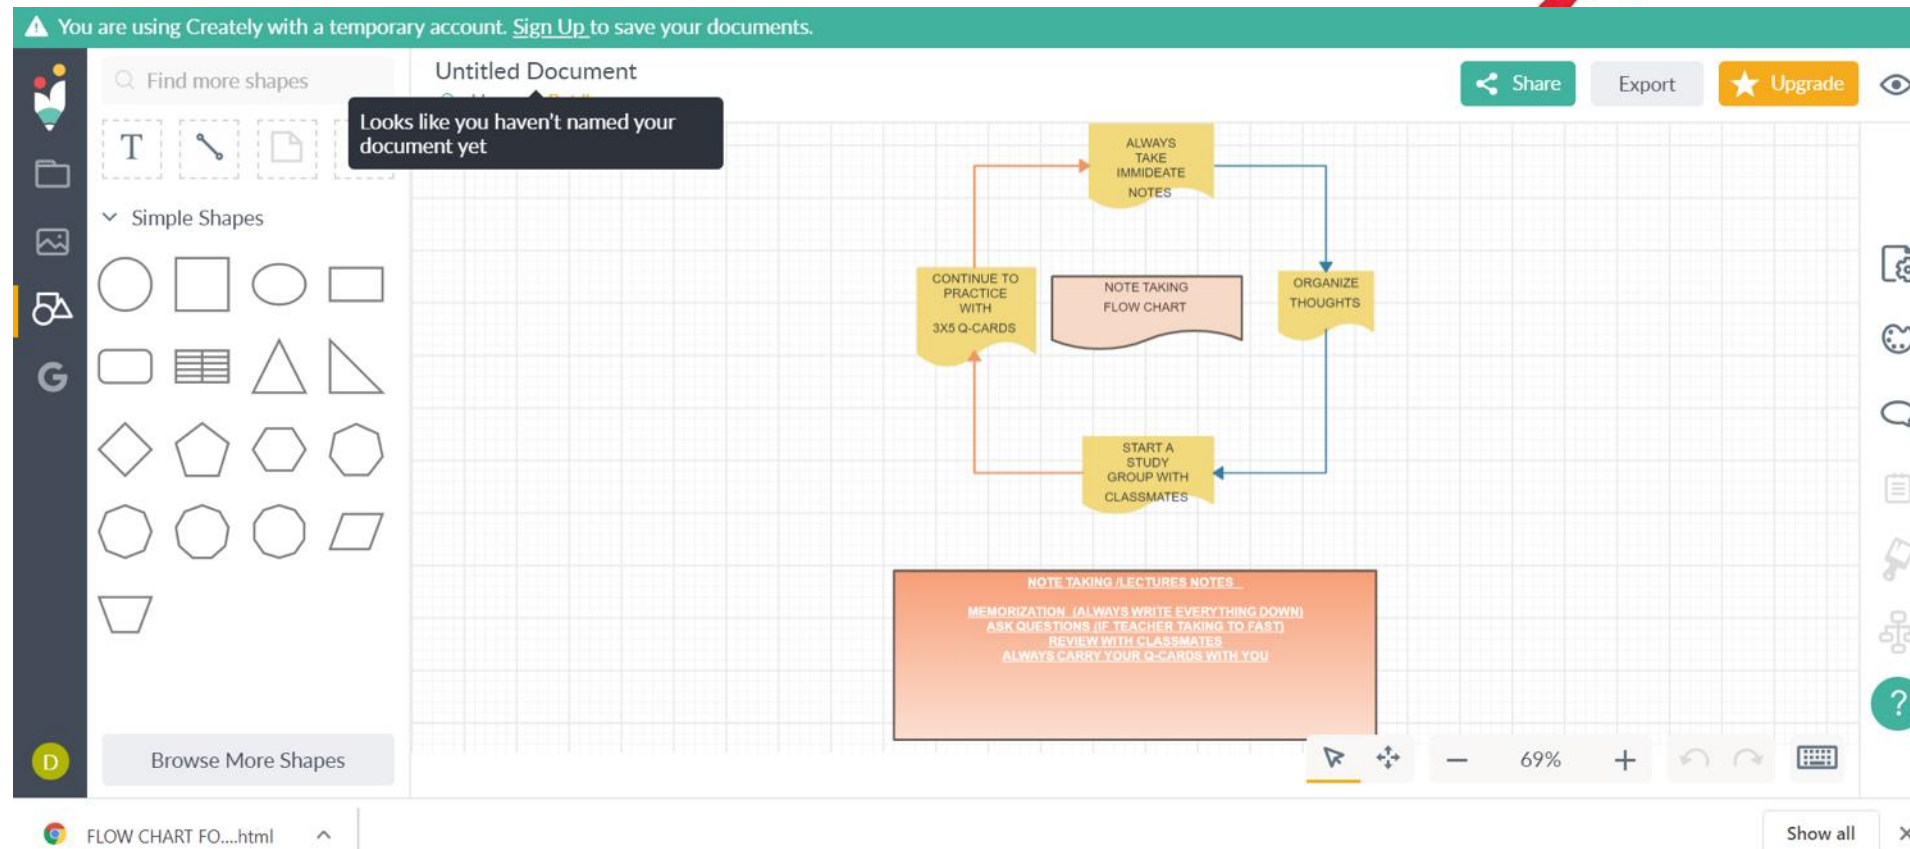 You are using Creately with a temporary account. Sign Up to save your documents.
Find more shapes
Untitled Document
Share
Export
Upgrade
Looks like you haven't named your
document yet
T
Simple Shapes
G
D
Browse More Shapes
ALWAYS
TAKE
IMMIDEATE
NOTES
CONTINUE TO
PRACTICE
WITH
3X5 Q-CARDS
NOTE TAKING
FLOW CHART
ORGANIZE
THOUGHTS
START A
STUDY
GROUP WITH
CLASSMATES
NOTE TAKING /LECTURES NOTES
MEMORIZATION (ALWAYS WRITE EVERYTHING DOWN)
ASK QUESTIONS (IF TEACHER TAKING TO FAST)
REVIEW WITH CLASSMATES
ALWAYS CARRY YOUR Q-CARDS WITH YOU
?
69%
FLOW CHART FO....html
Show all